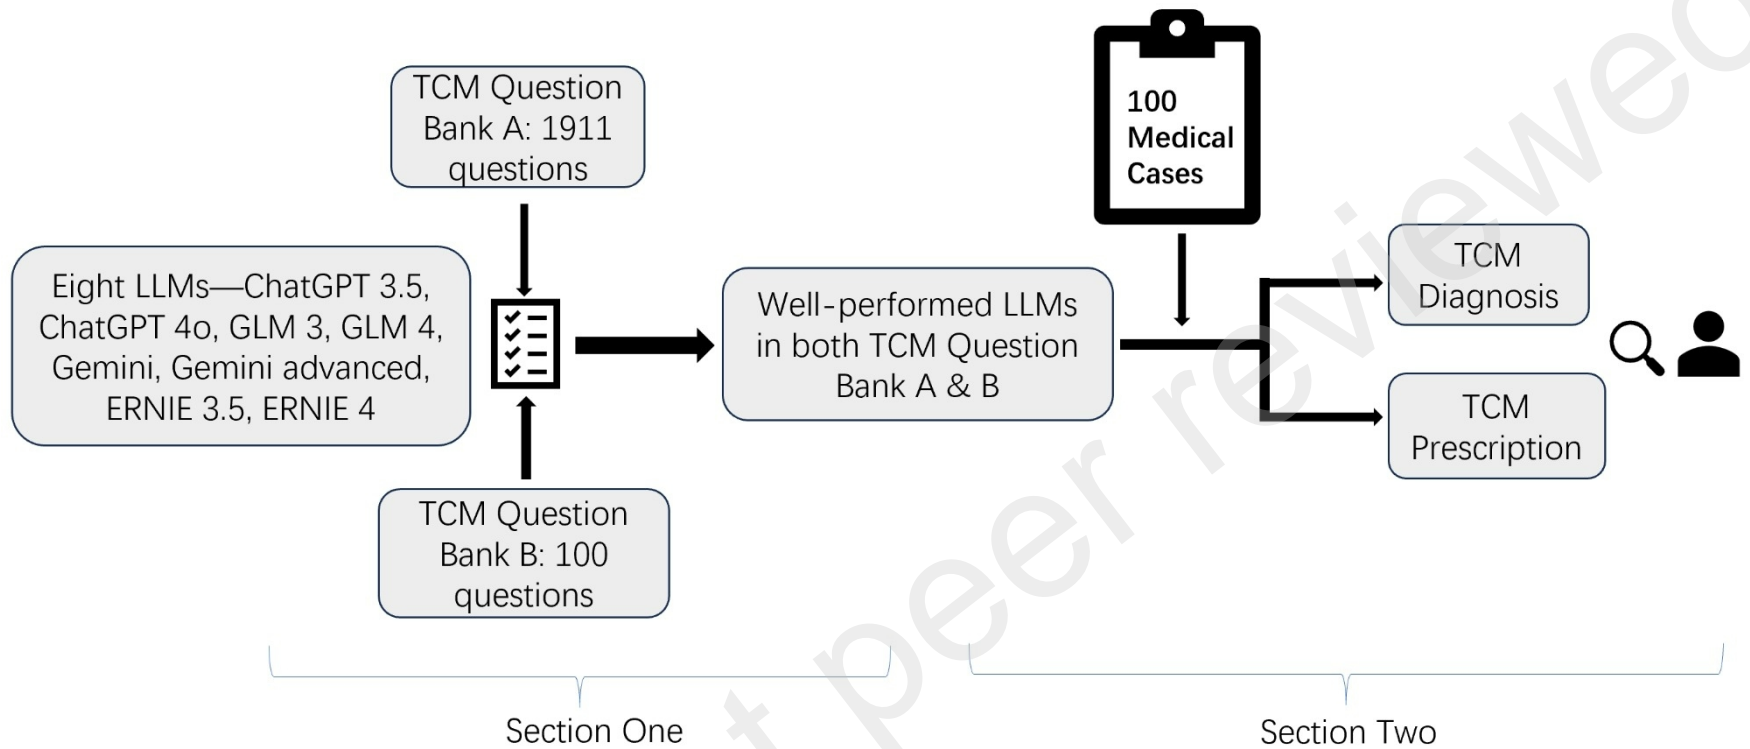 TCM Question
Bank A: 1911
questions
Eight LLMs—ChatGPT 3.5,
ChatGPT 4o, GLM 3, GLM 4,
Gemini, Gemini advanced,
ERNIE 3.5, ERNIE 4
TCM Question
Bank B: 100
questions
Well-performed LLMs
in both TCM Question
Bank A & B
100
Medical
Cases
TCM
Diagnosis
TCM
Prescription
Section One
Section Two
t peer reviewed